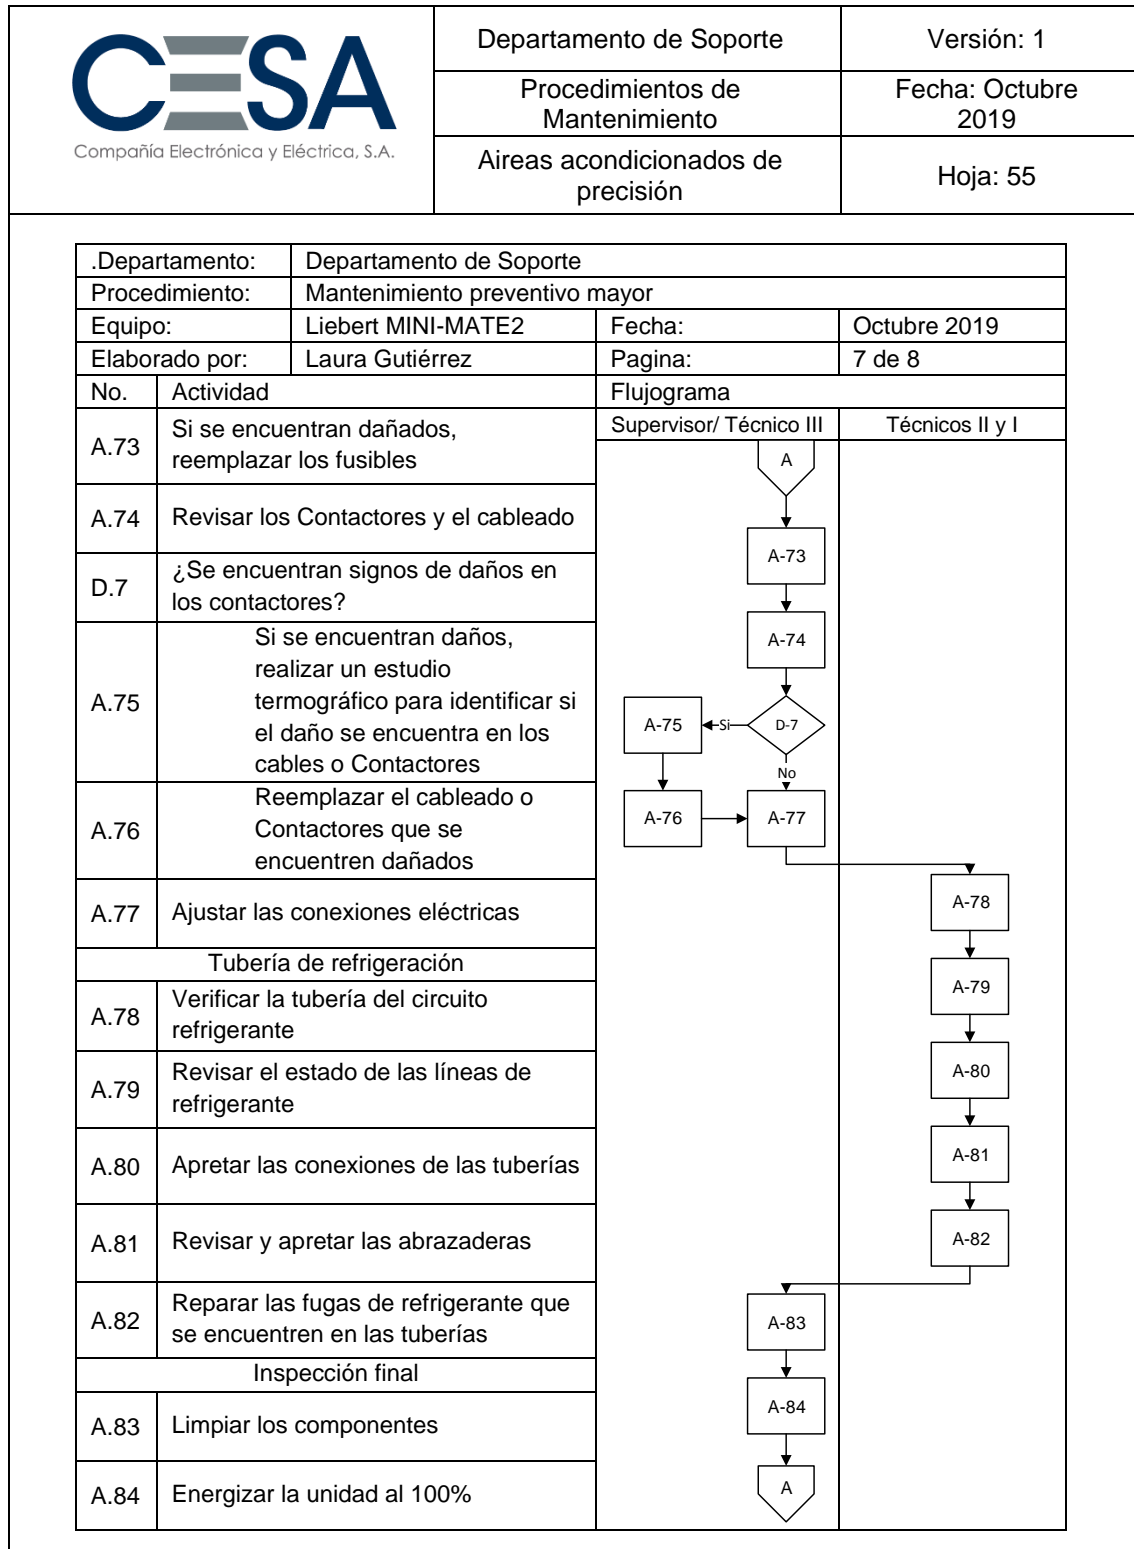 CESA
Compañía Electrónica y Eléctrica, S.A.
Departamento de Soporte
Versión: 1
Procedimientos de
Mantenimiento
Fecha: Octubre
2019
Aireas acondicionados de
precisión
Hoja: 55
.Departamento:
Departamento de Soporte
Procedimiento:
Mantenimiento preventivo mayor
Equipo:
Liebert MINI-MATE2
Fecha:
Octubre 2019
Elaborado por:
Laura Gutiérrez
Pagina:
7 de 8
No.
Actividad
Flujograma
Supervisor/ Técnico III
Técnicos II y I
A.73
Si se encuentran dañados,
reemplazar los fusibles
A.74
Revisar los Contactores y el cableado
D.7
¿Se encuentran signos de daños en
los contactores?
A.75
Si se encuentran daños,
realizar un estudio
termográfico para identificar si
el daño se encuentra en los
cables o Contactores
A.76
Reemplazar el cableado o
Contactores que se
encuentren dañados
A.77
Ajustar las conexiones eléctricas
Tubería de refrigeración
A.78
Verificar la tubería del circuito
refrigerante
A.79
Revisar el estado de las líneas de
refrigerante
A.80
Apretar las conexiones de las tuberías
A.81
Revisar y apretar las abrazaderas
A.82
Reparar las fugas de refrigerante que
se encuentren en las tuberías
Inspección final
A.83
Limpiar los componentes
A.84
Energizar la unidad al 100%
A
A-73
A-74
A-75
Si
D-7
No
A-76
A-77
A-78
A-79
A-80
A-81
A-82
A-83
A-84
A